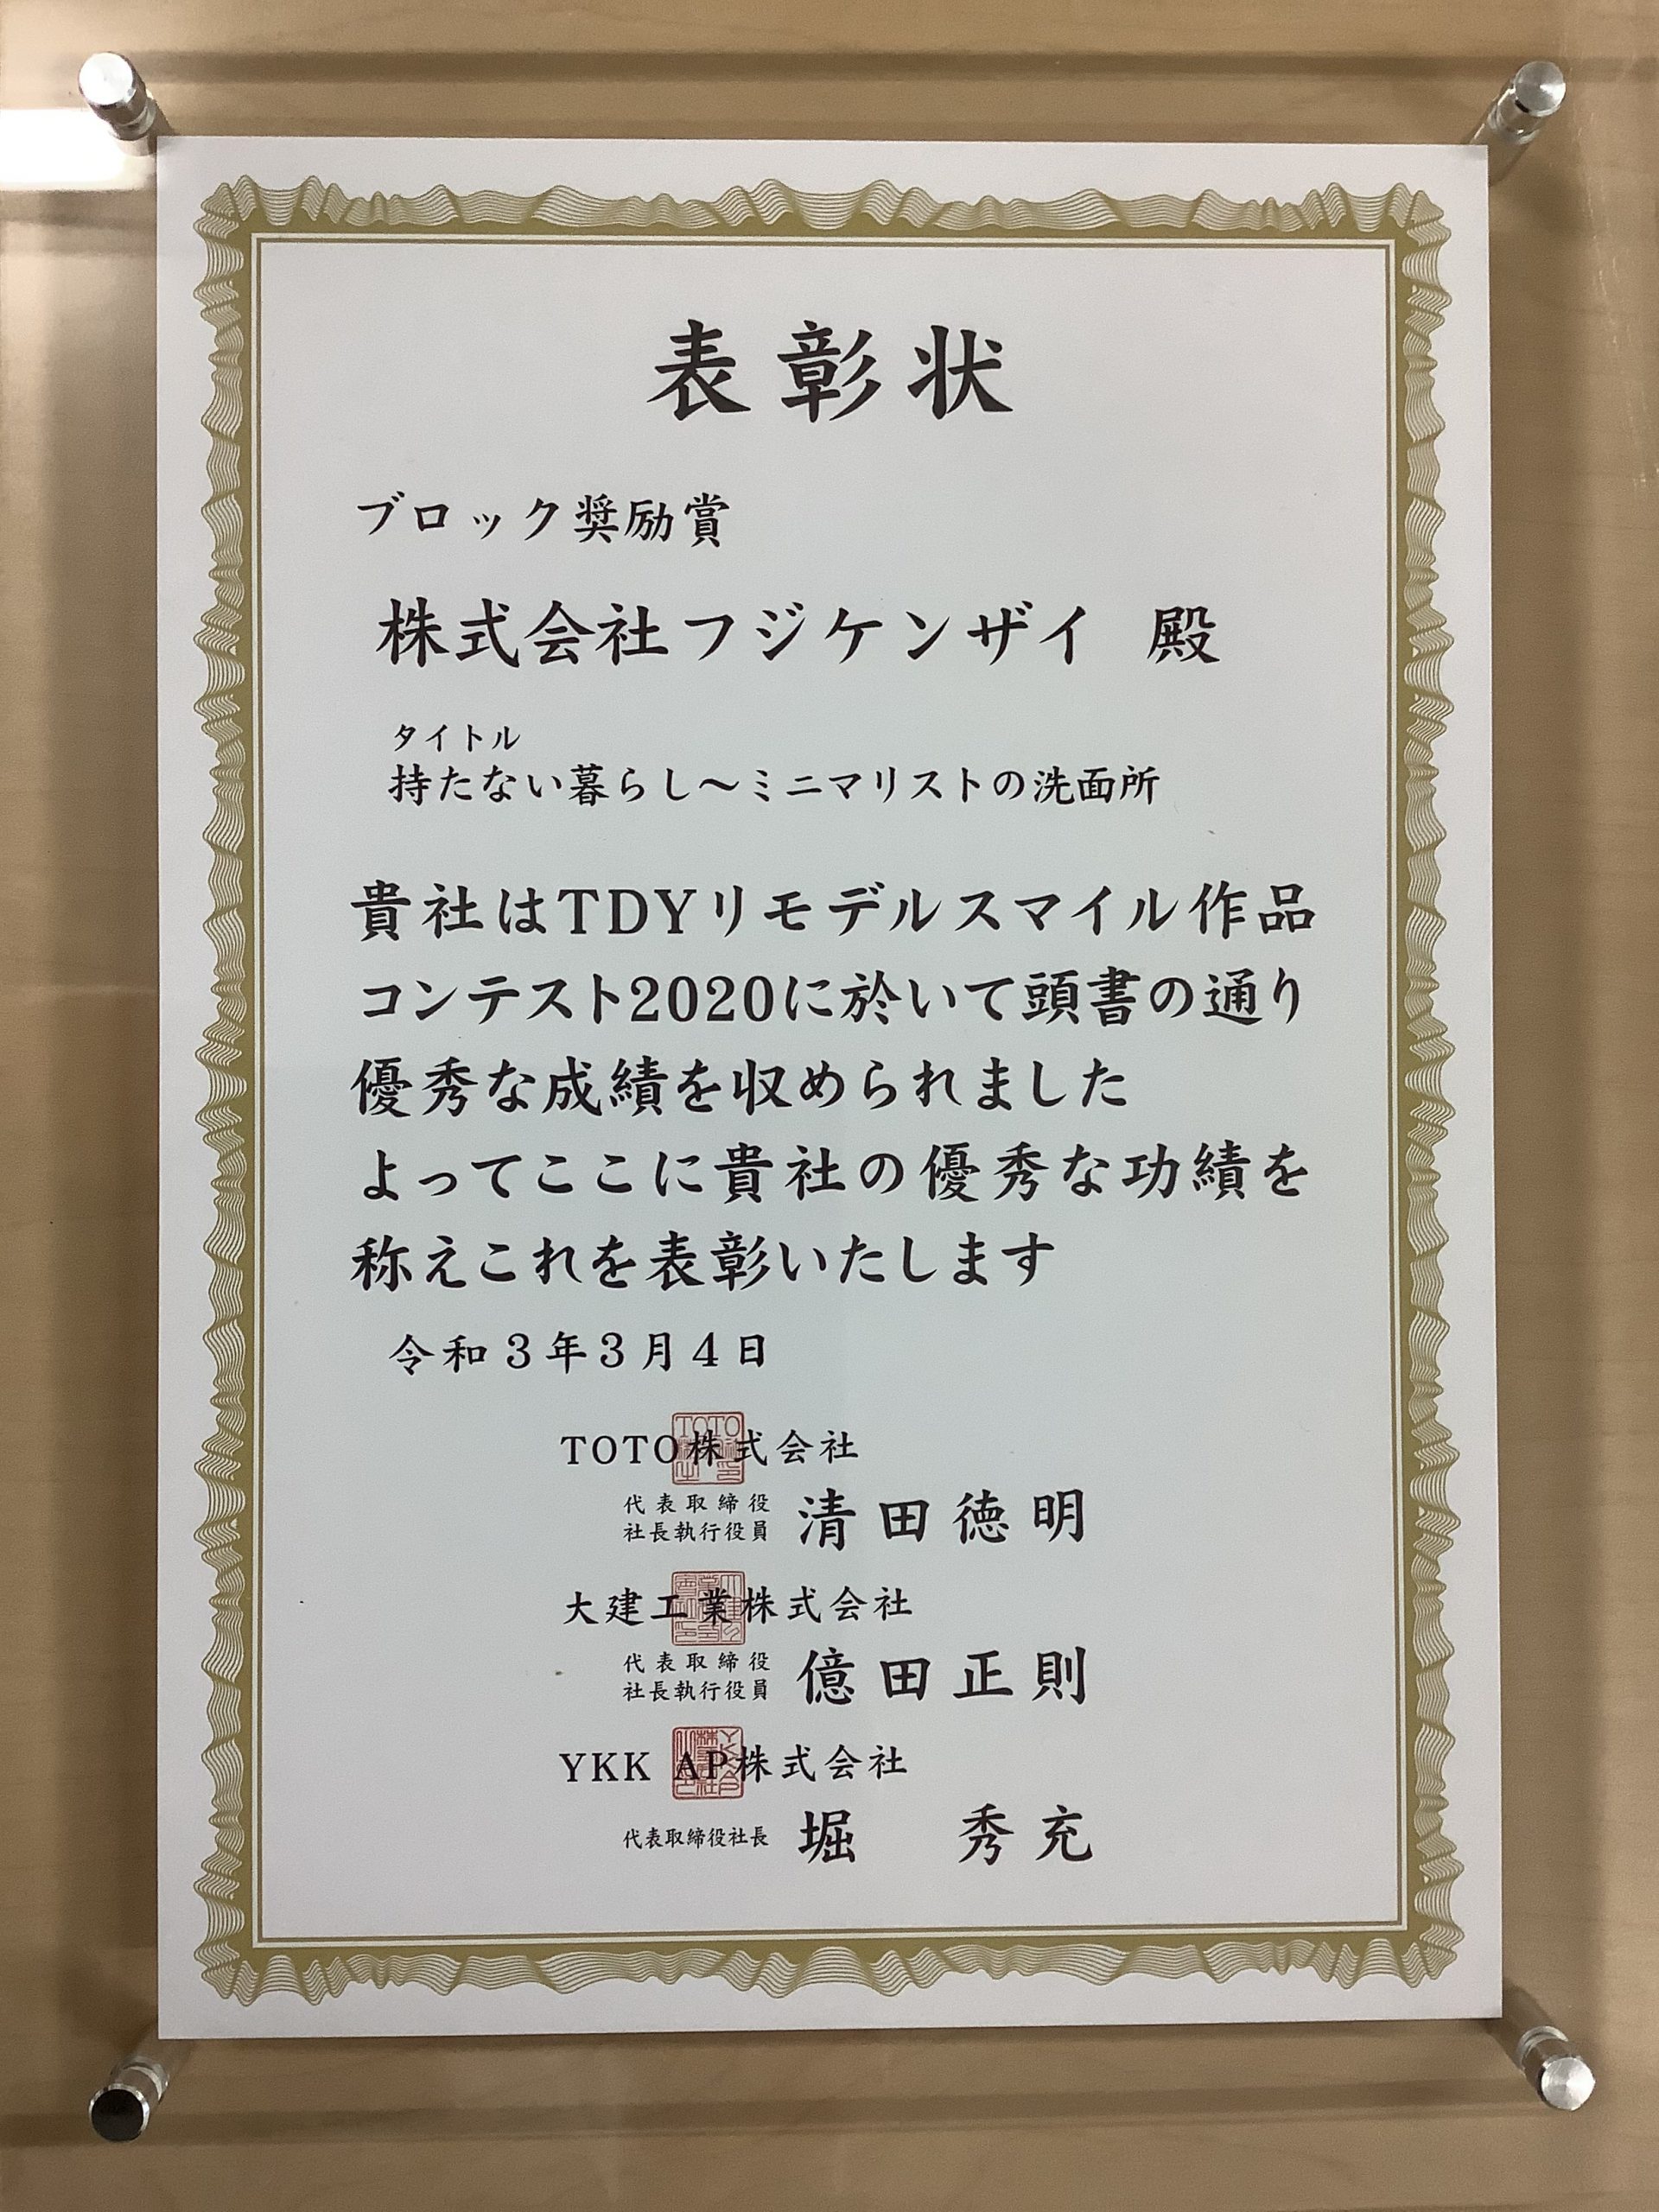 表彰状
ブロック奨励賞
株式会社フジケンザイ 殿
タイトル
持たない暮らし～ミニマリストの洗面所
貴社はTDYリモデルスマイル作品
コンテスト2020に於いて頭書の通り
優秀な成績を収められました
よってここに貴社の優秀な功績を
称えこれを表彰いたします
令和3年3月4日
TOTO株式会社
代表取締役
社長執行役員 清田徳明
大建工業株式会社
代表取締役
社長執行役員 億田正則
YKK AP株式会社
代表取締役社長 堀 秀充